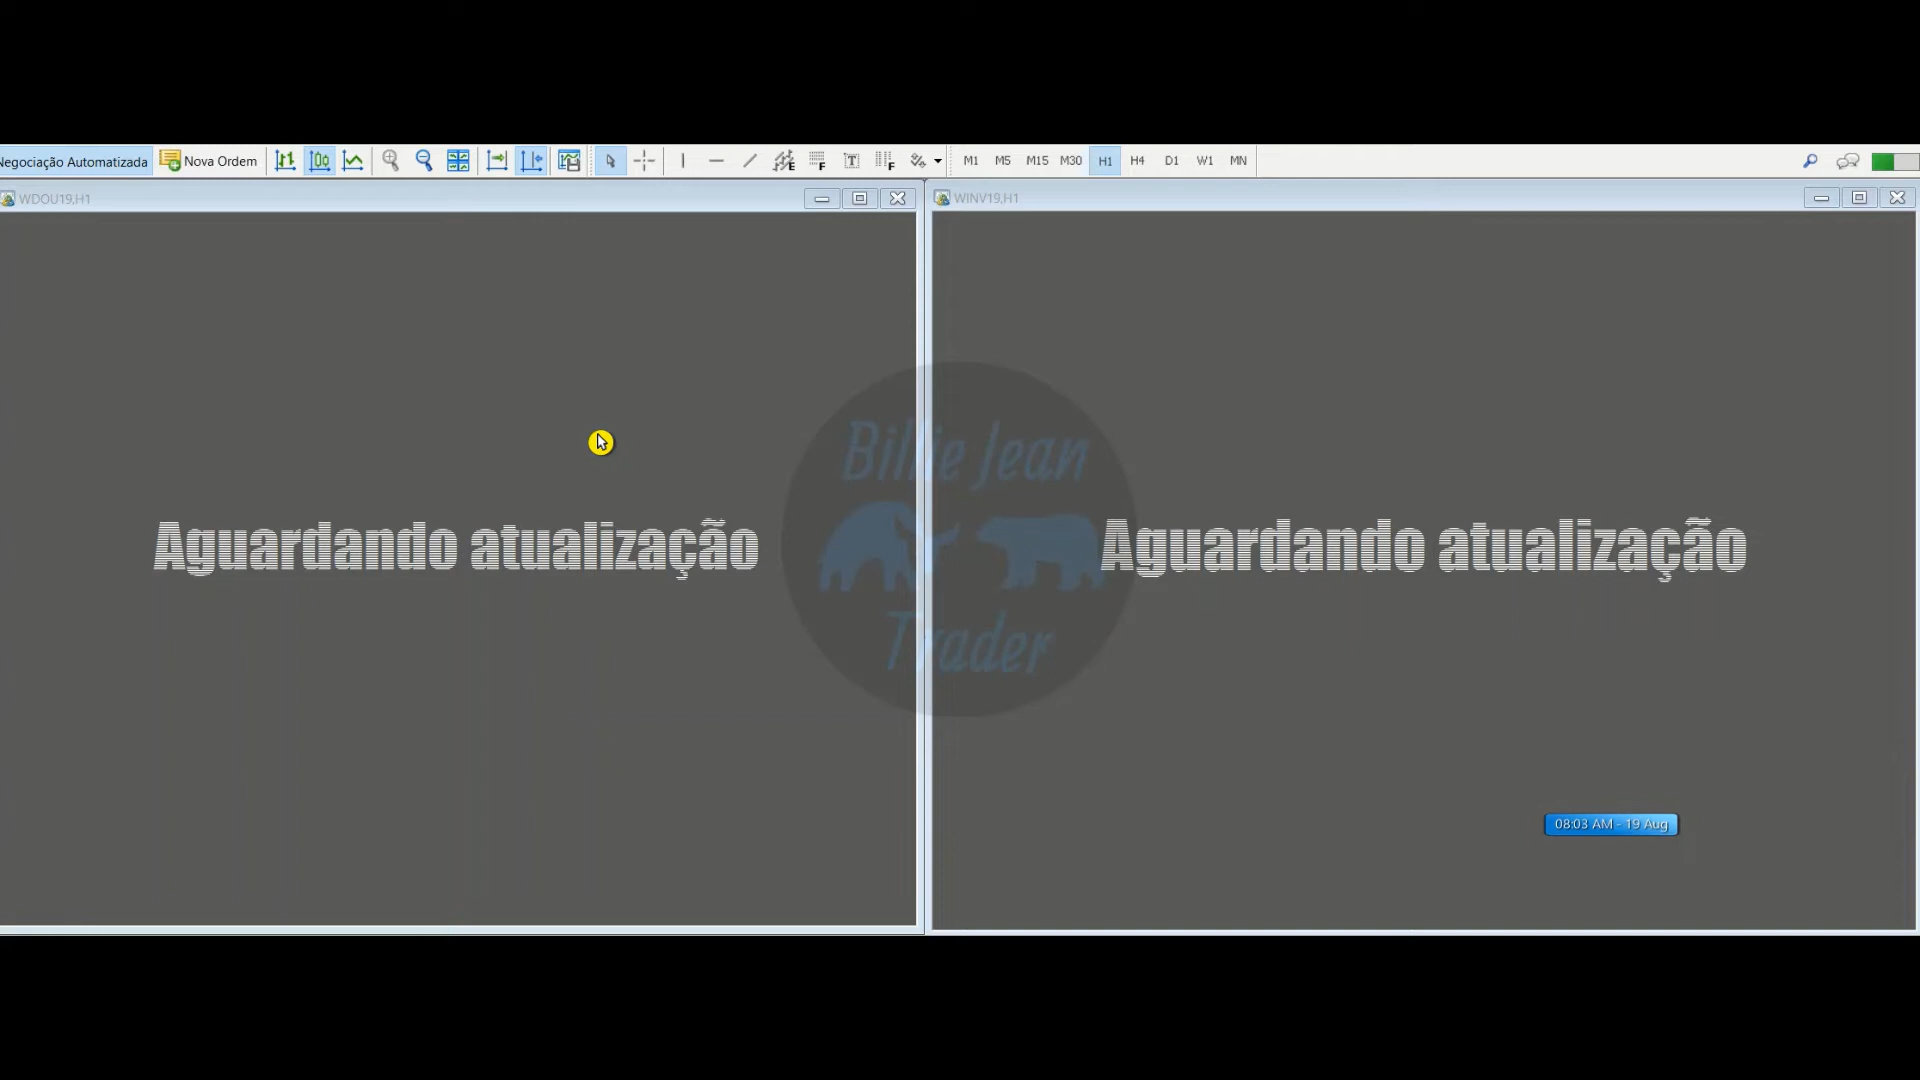 Negociação Automatizada Nova Ordem M1 M5 M15 M30 H1 H4 D1 W1 MN
WDOU19,H1
WINV19,H1
Billie Jean
Aguardando atualização
Aguardando atualização
Trader
08:03 AM - 19 Aug